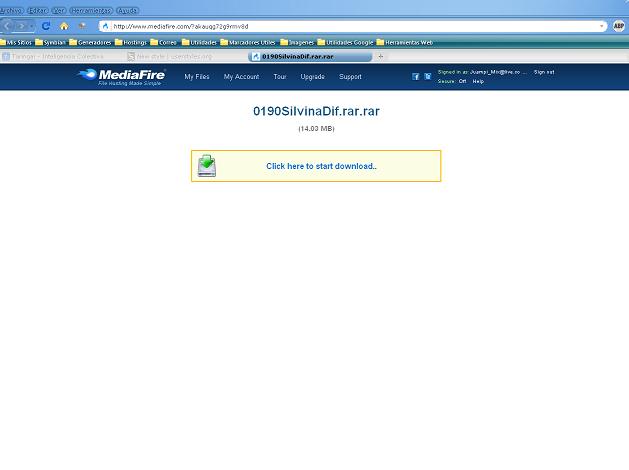 Archivo Editar Ver Herramientas Ayuda
http://www.mediafire.com/?akauqg72g9rmv8d
ABP
Mis Sitios Symbian Generadores Hostings Correo Utilidades Marcadores Utiles Imagenes Utilidades Google Herramientas Web
Taringa! - Inteligencia Colectiva
New style | userstyles.org
0190SilvinaDif.rar.rar
MediaFire
File Hosting Made Simple
My Files My Account Tour Upgrade Support
Signed in as: Juampi_Mix@live.co ... Sign out
Secure: Off Help
0190SilvinaDif.rar.rar
(14.03 MB)
Click here to start download..